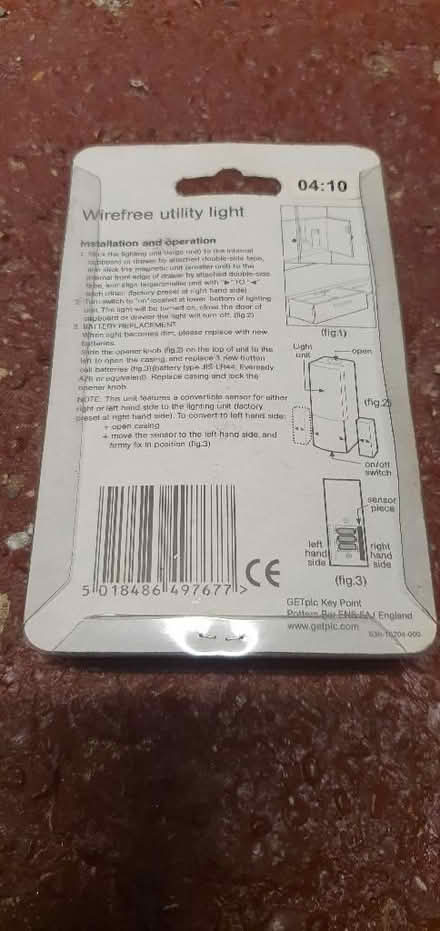 04:10
Wirefree utility light
Installation and operation
1. Stick the lighting unit (large unit) to the internal
cupboard or drawer by attached double-side tape,
and stick the magnetic unit (smaller unit) to the
internal front edge of drawer by attached double-side
tape, and align larger/smaller unit with "►" TO "◄"
each other. (factory preset at right hand side)
2. Turn switch to "on" located at lower bottom of lighting
unit. The light will be turned on, close the door of
cupboard or drawer the light will turn off. (fig.2)
3. BATTERY REPLACEMENT
When light becomes dim, please replace with new
batteries.
Slide the opener knob (fig.2) on the top of unit to the
left to open the casing, and replace 3 new button
cell batteries (fig.3)(battery type JIS-LR44, Eveready
A76 or equivalent). Replace casing and lock the
opener knob.
NOTE: This unit features a convertible sensor for either
right or left hand side to the lighting unit (factory
preset at right hand side). To convert to left hand side:
+ open casing
+ move the sensor to the left hand side, and
firmly fix in position (fig.3)
(fig.1)
Light
unit
open
(fig.2)
on/off
switch
sensor
piece
left
hand
side
right
hand
side
(fig.3)
5 018486 497677 >
CE
GETplc Key Point
Potters Bar EN6 5AJ England
www.getplc.com